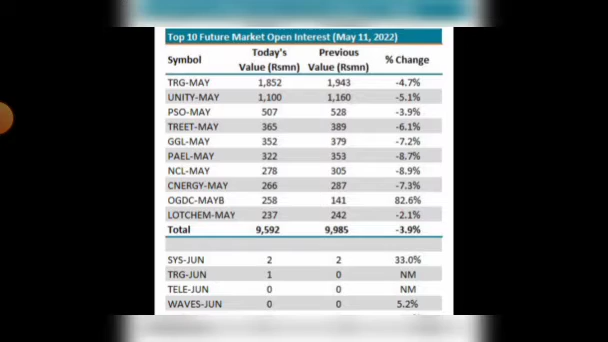 Top 10 Future Market Open Interest (May 11, 2022)
Symbol Today's Value (Rsmn) Previous Value (Rsmn) % Change
TRG-MAY 1,852 1,943 -4.7%
UNITY-MAY 1,100 1,160 -5.1%
PSO-MAY 507 528 -3.9%
TREET-MAY 365 389 -6.1%
GGL-MAY 352 379 -7.2%
PAEL-MAY 322 353 -8.7%
NCL-MAY 278 305 -8.9%
CNERGY-MAY 266 287 -7.3%
OGDC-MAYB 258 141 82.6%
LOTCHEM-MAY 237 242 -2.1%
Total 9,592 9,985 -3.9%
SYS-JUN 2 2 33.0%
TRG-JUN 1 0 NM
TELE-JUN 0 0 NM
WAVES-JUN 0 0 5.2%